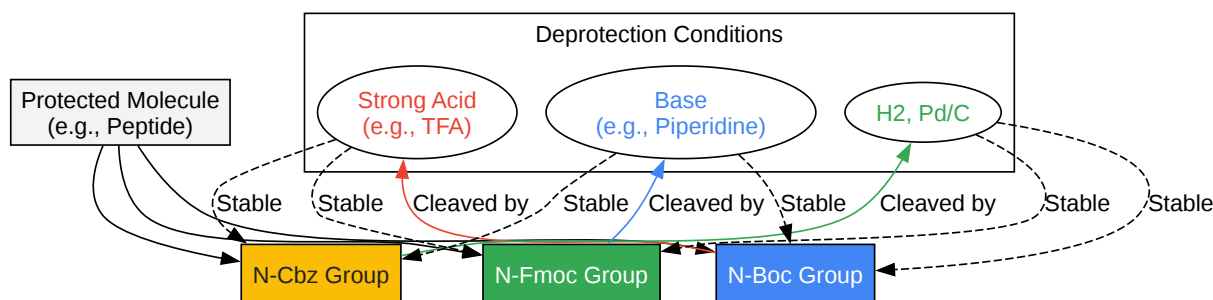 Deprotection Conditions
Protected Molecule
(e.g., Peptide)
Strong Acid
(e.g., TFA)
Base
(e.g., Piperidine)
H2, Pd/C
Stable
Stable
Cleaved by
Stable
Cleaved by
Stable
Cleaved by
Stable
Stable
N-Cbz Group
N-Fmoc Group
N-Boc Group